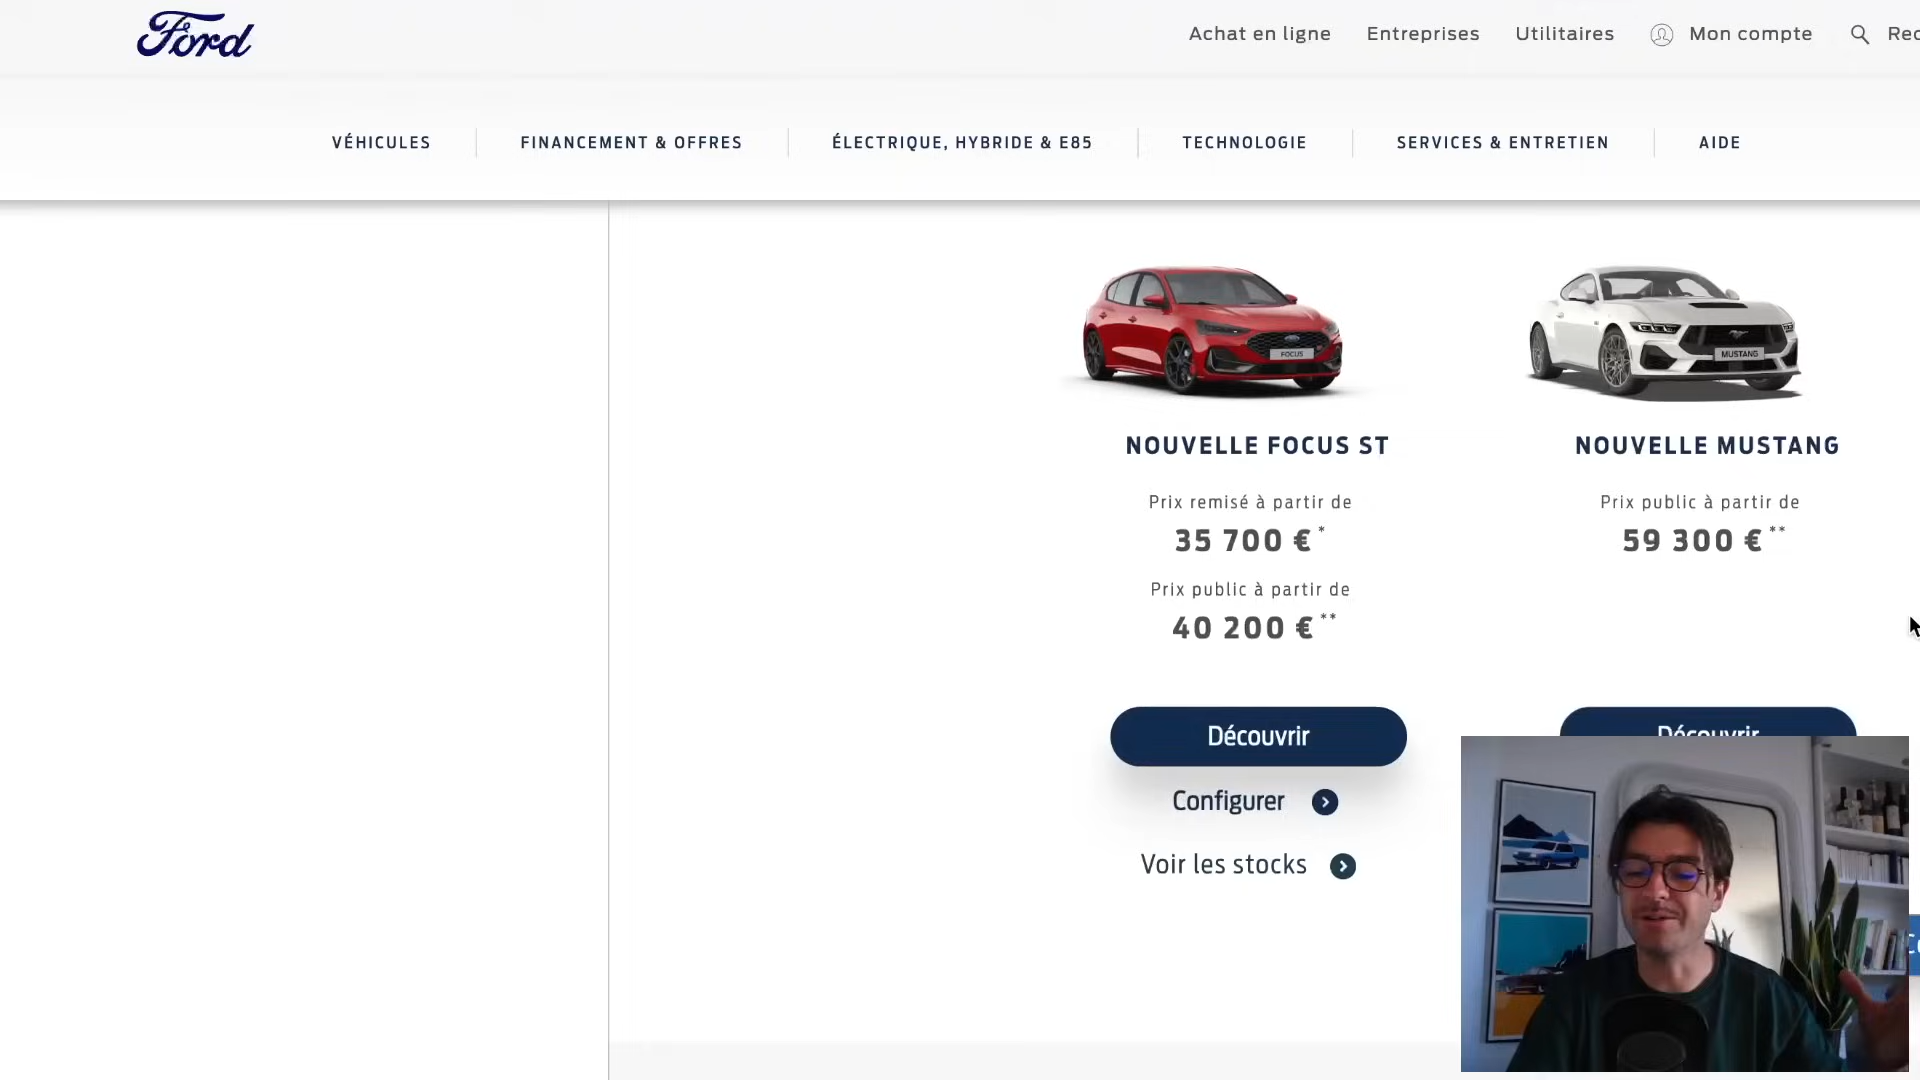 Ford
Achat en ligne
Entreprises
Utilitaires
Mon compte
Rec
VÉHICULES
FINANCEMENT & OFFRES
ÉLECTRIQUE, HYBRIDE & E85
TECHNOLOGIE
SERVICES & ENTRETIEN
AIDE
FOCUS
MUSTANG
NOUVELLE FOCUS ST
Prix remisé à partir de
35 700 € *
Prix public à partir de
40 200 € **
Découvrir
Configurer
Voir les stocks
NOUVELLE MUSTANG
Prix public à partir de
59 300 € **
Découvrir